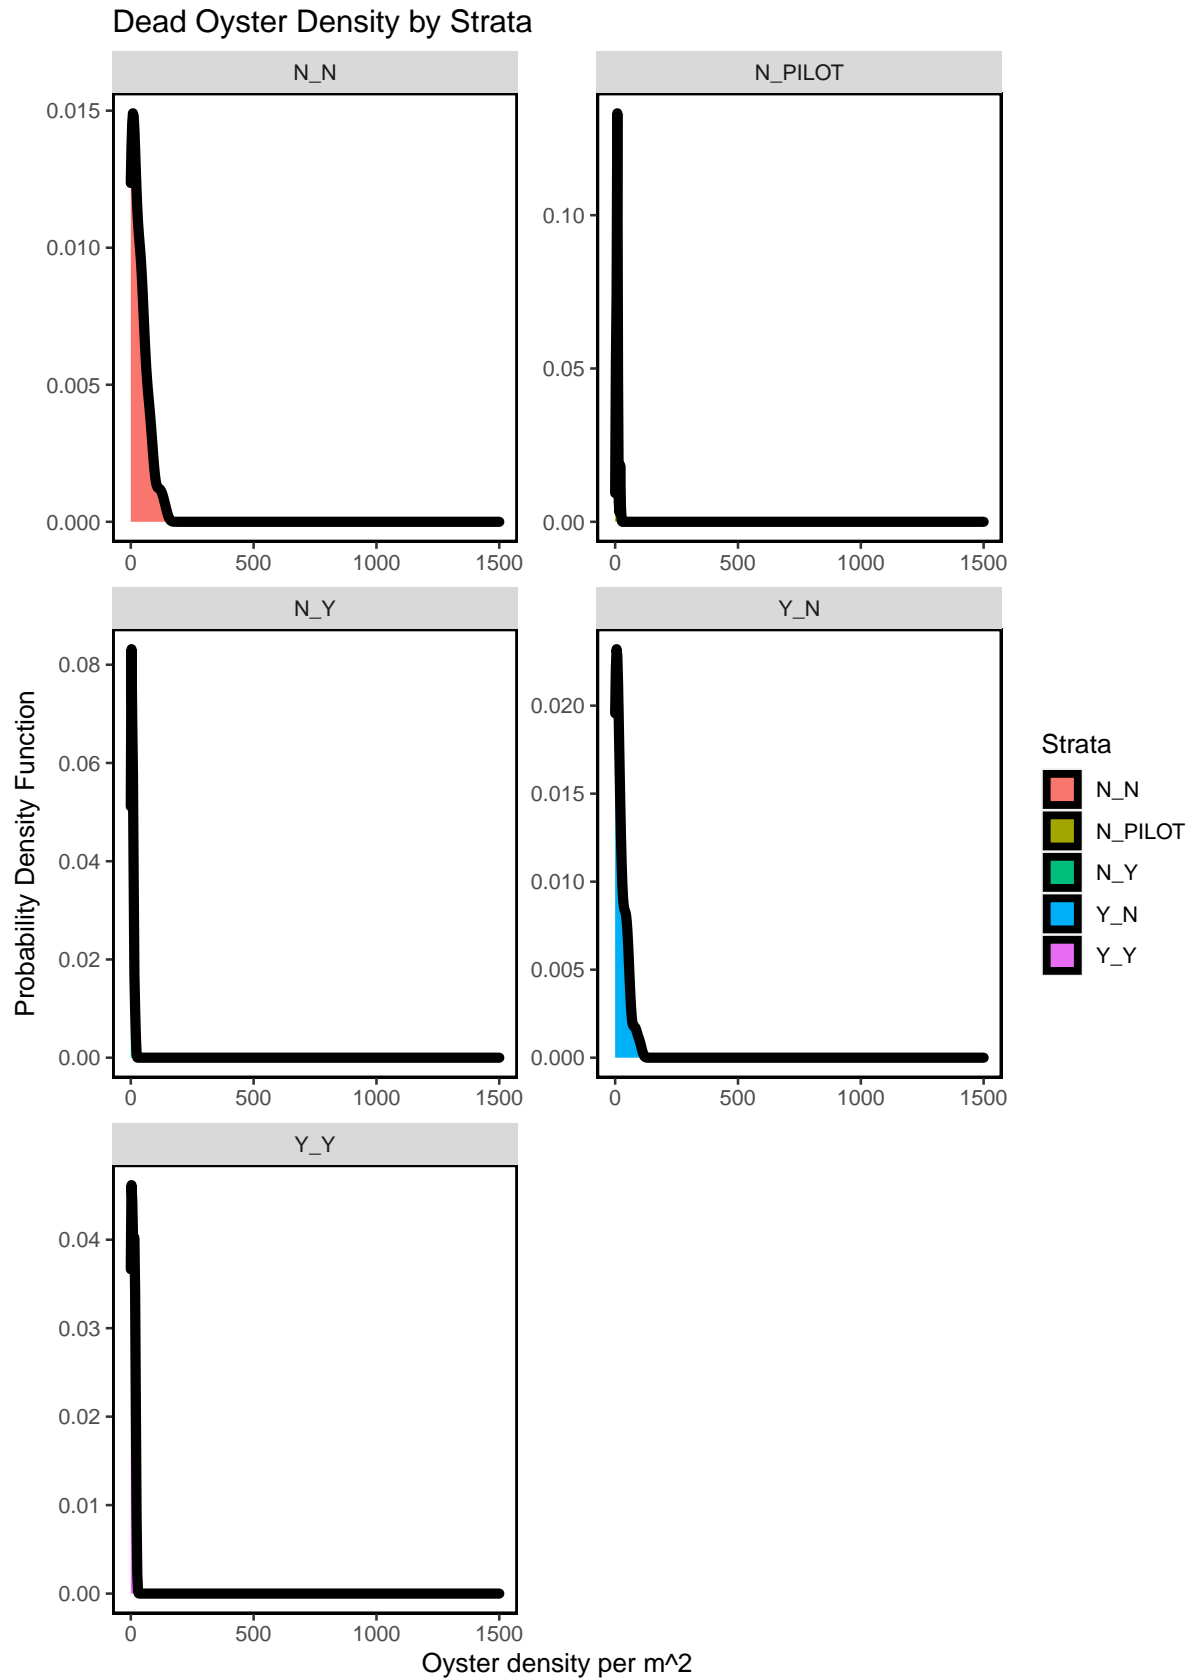 Dead Oyster Density by Strata
N_N
N_PILOT
0.015
0.010
0.005
0.000
0.10
0.05
0.00
0 500 1000 1500
0 500 1000 1500
N_Y
Y_N
0.08
0.06
0.04
0.02
0.00
0.020
0.015
0.010
0.005
0.000
0 500 1000 1500
0 500 1000 1500
Y_Y
0.04
0.03
0.02
0.01
0.00
0 500 1000 1500
Probability Density Function
Oyster density per m^2
Strata
N_N
N_PILOT
N_Y
Y_N
Y_Y